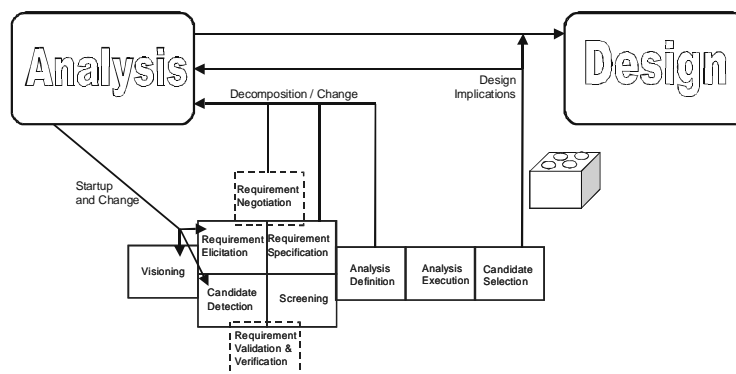 Analysis
Design
Design
Implications
Decomposition / Change
Startup
and Change
Requirement
Negotiation
Requirement
Elicitation
Requirement
Specification
Visioning
Analysis
Definition
Analysis
Execution
Candidate
Selection
Candidate
Detection
Screening
Requirement
Validation &
Verification